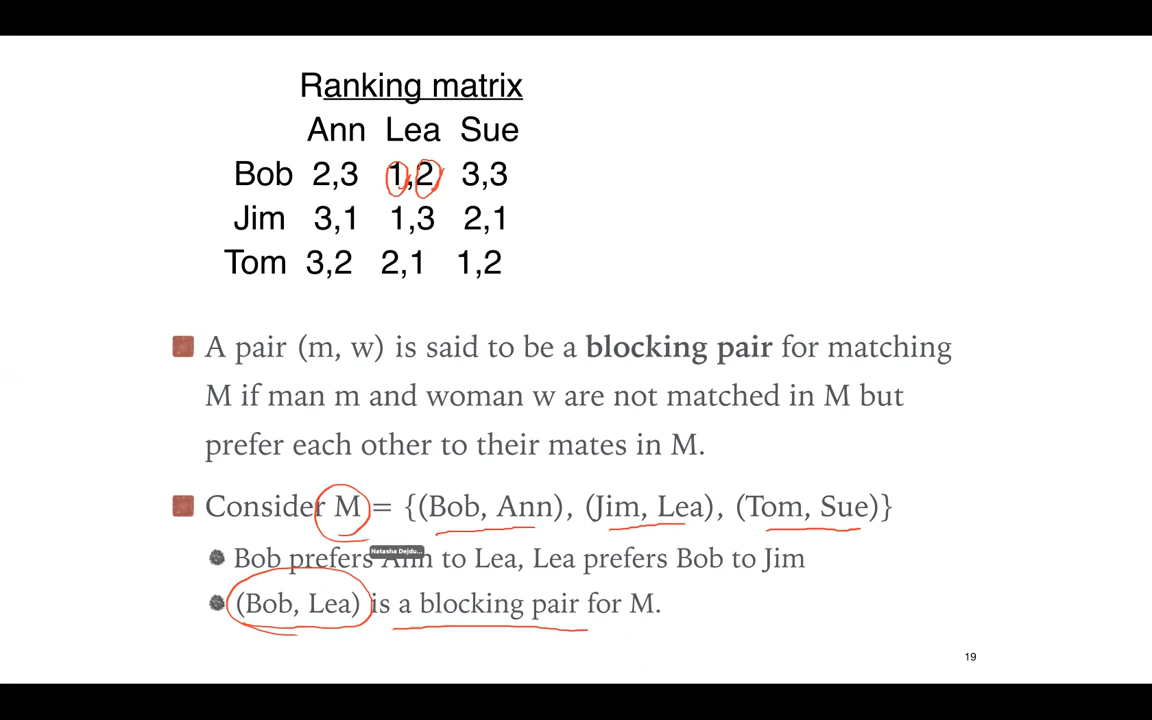 Ranking matrix
Ann Lea Sue
Bob 2,3 1,2 3,3
Jim 3,1 1,3 2,1
Tom 3,2 2,1 1,2
A pair (m, w) is said to be a blocking pair for matching
M if man m and woman w are not matched in M but
prefer each other to their mates in M.
Consider M = {(Bob, Ann), (Jim, Lea), (Tom, Sue)}
Natasha Dejdu...
Bob prefers Ann to Lea, Lea prefers Bob to Jim
(Bob, Lea) is a blocking pair for M.
19